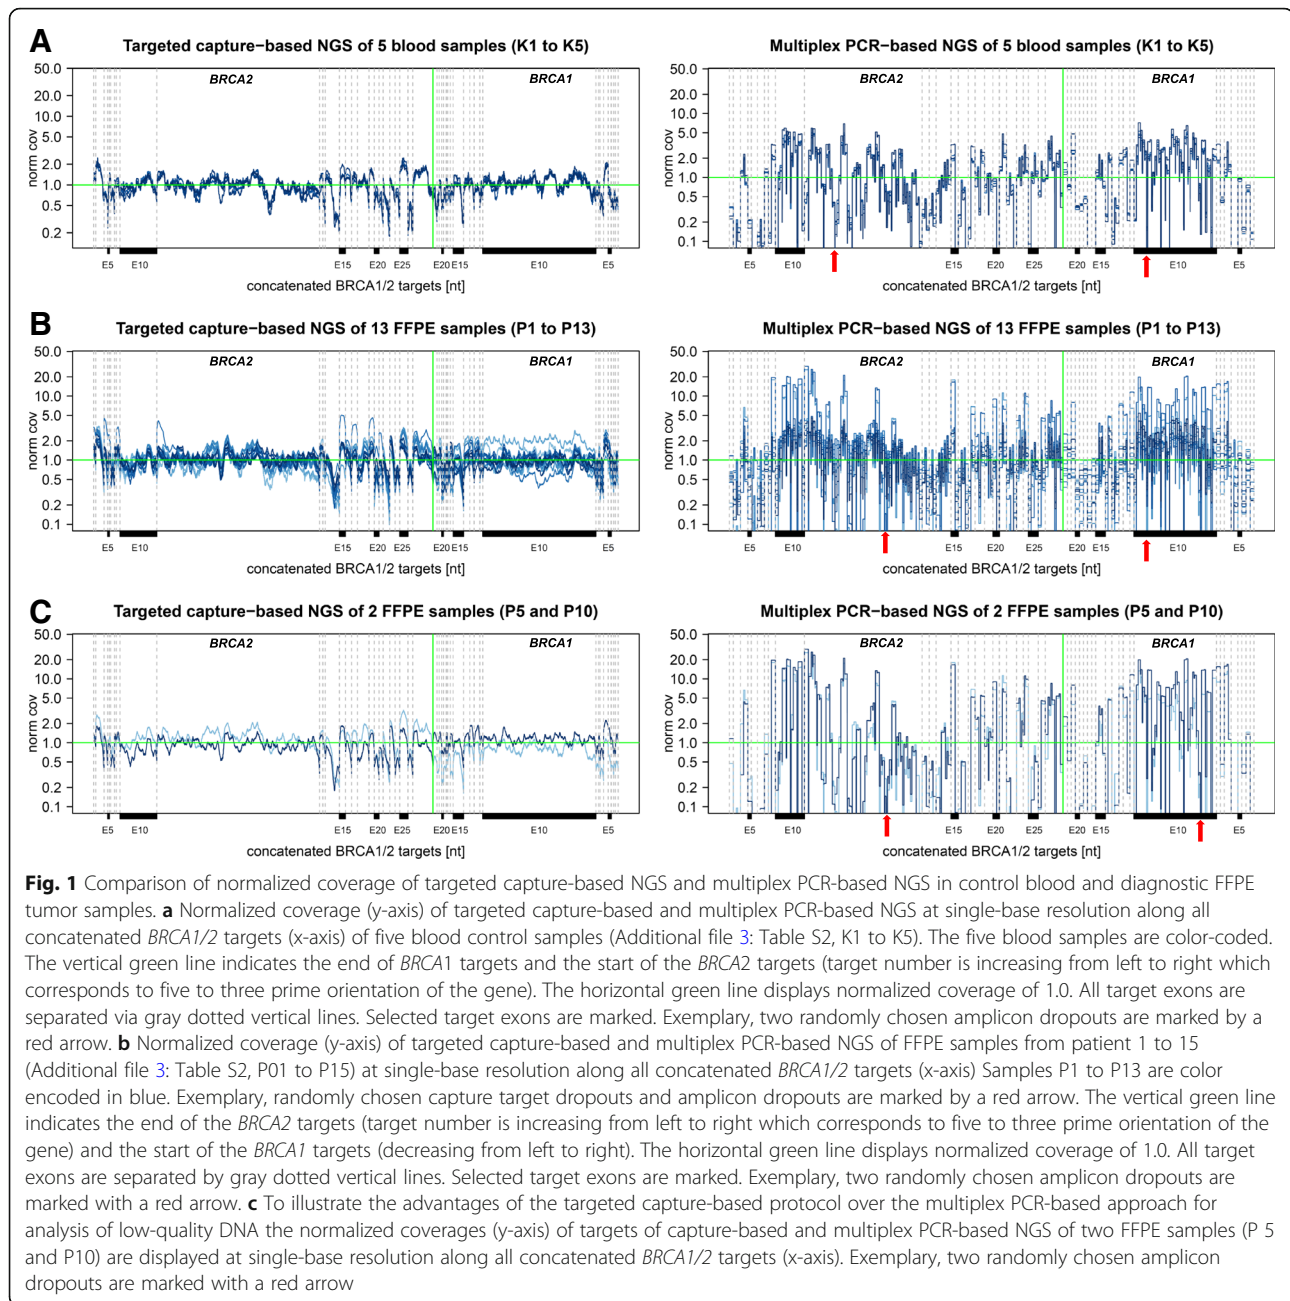 A
Targeted capture−based NGS of 5 blood samples (K1 to K5)
50.0
20.0
10.0
5.0
2.0
1.0
0.5
0.2
norm cov
BRCA2
BRCA1
E5
E10
E15
E20
E25
E20
E15
E10
E5
concatenated BRCA1/2 targets [nt]
Multiplex PCR−based NGS of 5 blood samples (K1 to K5)
50.0
20.0
10.0
5.0
2.0
1.0
0.5
0.2
0.1
norm cov
BRCA2
BRCA1
E5
E10
E15
E20
E25
E20
E15
E10
E5
concatenated BRCA1/2 targets [nt]
B
Targeted capture−based NGS of 13 FFPE samples (P1 to P13)
50.0
20.0
10.0
5.0
2.0
1.0
0.5
0.2
0.1
norm cov
BRCA2
BRCA1
E5
E10
E15
E20
E25
E20
E15
E10
E5
concatenated BRCA1/2 targets [nt]
Multiplex PCR−based NGS of 13 FFPE samples (P1 to P13)
50.0
20.0
10.0
5.0
2.0
1.0
0.5
0.2
0.1
norm cov
BRCA2
BRCA1
E5
E10
E15
E20
E25
E20
E15
E10
E5
concatenated BRCA1/2 targets [nt]
C
Targeted capture−based NGS of 2 FFPE samples (P5 and P10)
50.0
20.0
10.0
5.0
2.0
1.0
0.5
0.2
0.1
norm cov
BRCA2
BRCA1
E5
E10
E15
E20
E25
E20
E15
E10
E5
concatenated BRCA1/2 targets [nt]
Multiplex PCR−based NGS of 2 FFPE samples (P5 and P10)
50.0
20.0
10.0
5.0
2.0
1.0
0.5
0.2
0.1
norm cov
BRCA2
BRCA1
E5
E10
E15
E20
E25
E20
E15
E10
E5
concatenated BRCA1/2 targets [nt]
Fig. 1 Comparison of normalized coverage of targeted capture-based NGS and multiplex PCR-based NGS in control blood and diagnostic FFPE
tumor samples. a Normalized coverage (y-axis) of targeted capture-based and multiplex PCR-based NGS at single-base resolution along all
concatenated BRCA1/2 targets (x-axis) of five blood control samples (Additional file 3: Table S2, K1 to K5). The five blood samples are color-coded.
The vertical green line indicates the end of BRCA1 targets and the start of the BRCA2 targets (target number is increasing from left to right which
corresponds to five to three prime orientation of the gene). The horizontal green line displays normalized coverage of 1.0. All target exons are
separated via gray dotted vertical lines. Selected target exons are marked. Exemplary, two randomly chosen amplicon dropouts are marked by a
red arrow. b Normalized coverage (y-axis) of targeted capture-based and multiplex PCR-based NGS of FFPE samples from patient 1 to 15
(Additional file 3: Table S2, P01 to P15) at single-base resolution along all concatenated BRCA1/2 targets (x-axis) Samples P1 to P13 are color
encoded in blue. Exemplary, randomly chosen capture target dropouts and amplicon dropouts are marked by a red arrow. The vertical green line
indicates the end of the BRCA2 targets (target number is increasing from left to right which corresponds to five to three prime orientation of the
gene) and the start of the BRCA1 targets (decreasing from left to right). The horizontal green line displays normalized coverage of 1.0. All target
exons are separated by gray dotted vertical lines. Selected target exons are marked. Exemplary, two randomly chosen amplicon dropouts are
marked with a red arrow. c To illustrate the advantages of the targeted capture-based protocol over the multiplex PCR-based approach for
analysis of low-quality DNA the normalized coverages (y-axis) of targets of capture-based and multiplex PCR-based NGS of two FFPE samples (P 5
and P10) are displayed at single-base resolution along all concatenated BRCA1/2 targets (x-axis). Exemplary, two randomly chosen amplicon
dropouts are marked with a red arrow